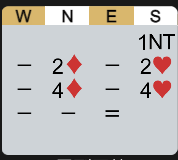 W N E S
1NT
– 2♦ – 2♥
– 4♦ – 4♥
– – =